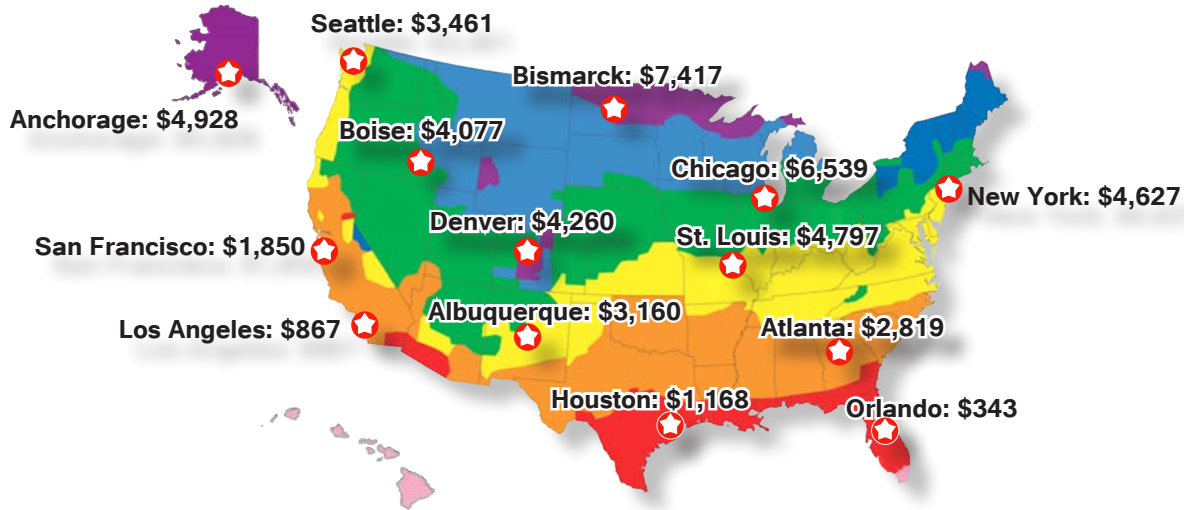 Seattle: $3,461
Bismarck: $7,417
Anchorage: $4,928
Boise: $4,077
Chicago: $6,539
New York: $4,627
Denver: $4,260
St. Louis: $4,797
San Francisco: $1,850
Albuquerque: $3,160
Los Angeles: $867
Atlanta: $2,819
Houston: $1,168
Orlando: $343